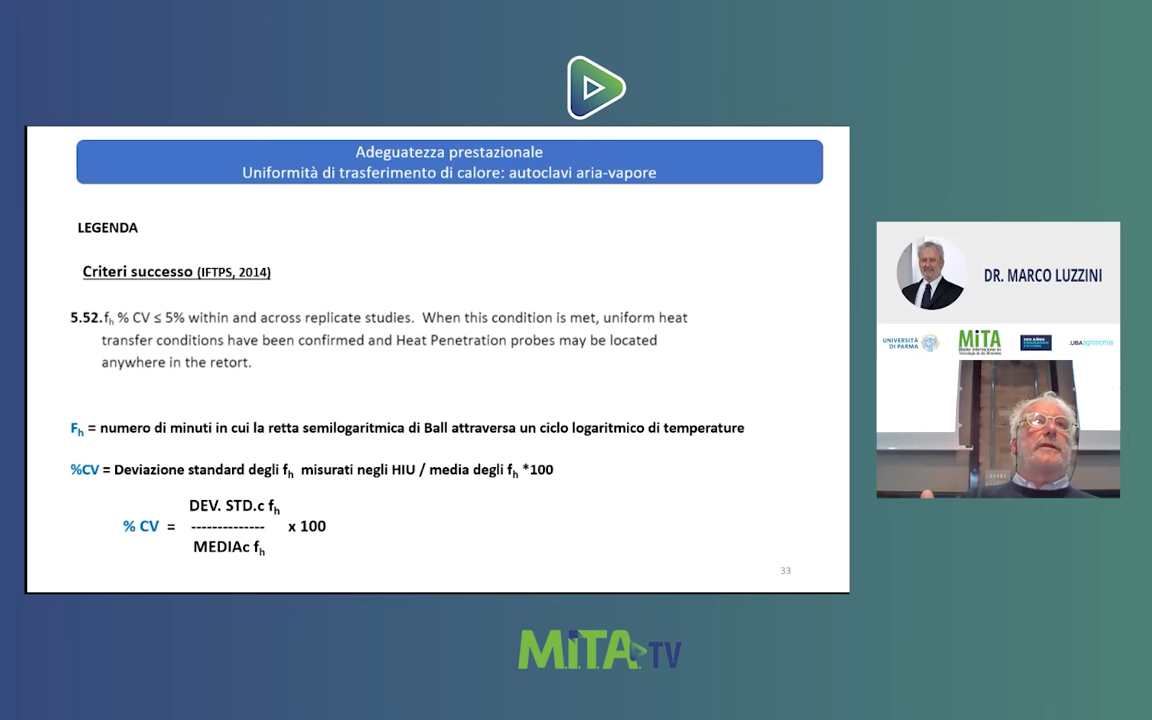 Adeguatezza prestazionale
Uniformità di trasferimento di calore: autoclavi aria-vapore
LEGENDA
Criteri successo (IFTPS, 2014)
5.52. fh % CV ≤ 5% within and across replicate studies. When this condition is met, uniform heat
transfer conditions have been confirmed and Heat Penetration probes may be located
anywhere in the retort.
Fh = numero di minuti in cui la retta semilogaritmica di Ball attraversa un ciclo logaritmico di temperature
%CV = Deviazione standard degli fh misurati negli HIU / media degli fh *100
DEV. STD.c fh
% CV = -------------- x 100
MEDIAc fh
33
DR. MARCO LUZZINI
UNIVERSITÀ
DI PARMA
MiTA
.UBAagronomia
M.i.T.A. TV